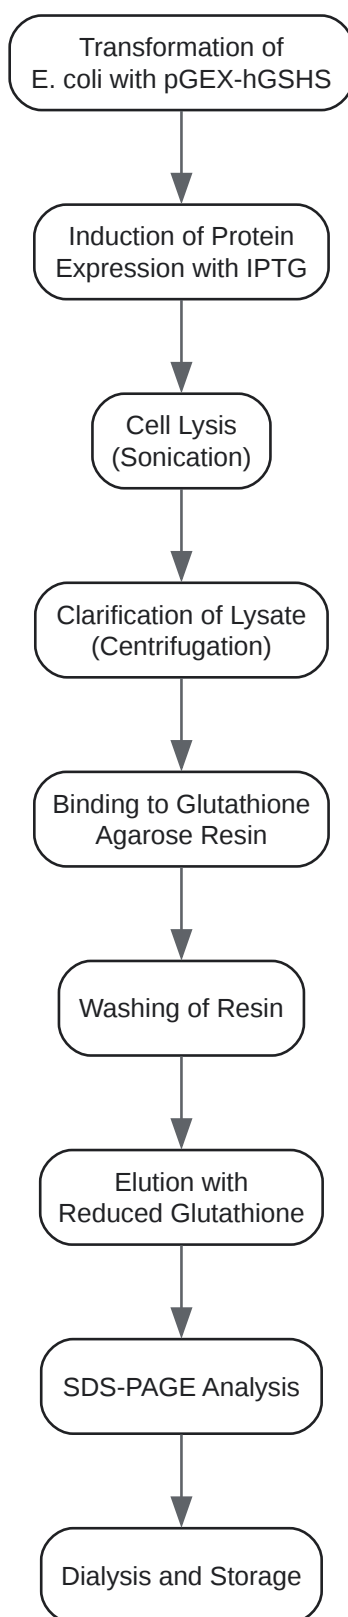 Transformation of
E. coli with pGEX-hGSHS
Induction of Protein
Expression with IPTG
Cell Lysis
(Sonication)
Clarification of Lysate
(Centrifugation)
Binding to Glutathione
Agarose Resin
Washing of Resin
Elution with
Reduced Glutathione
SDS-PAGE Analysis
Dialysis and Storage